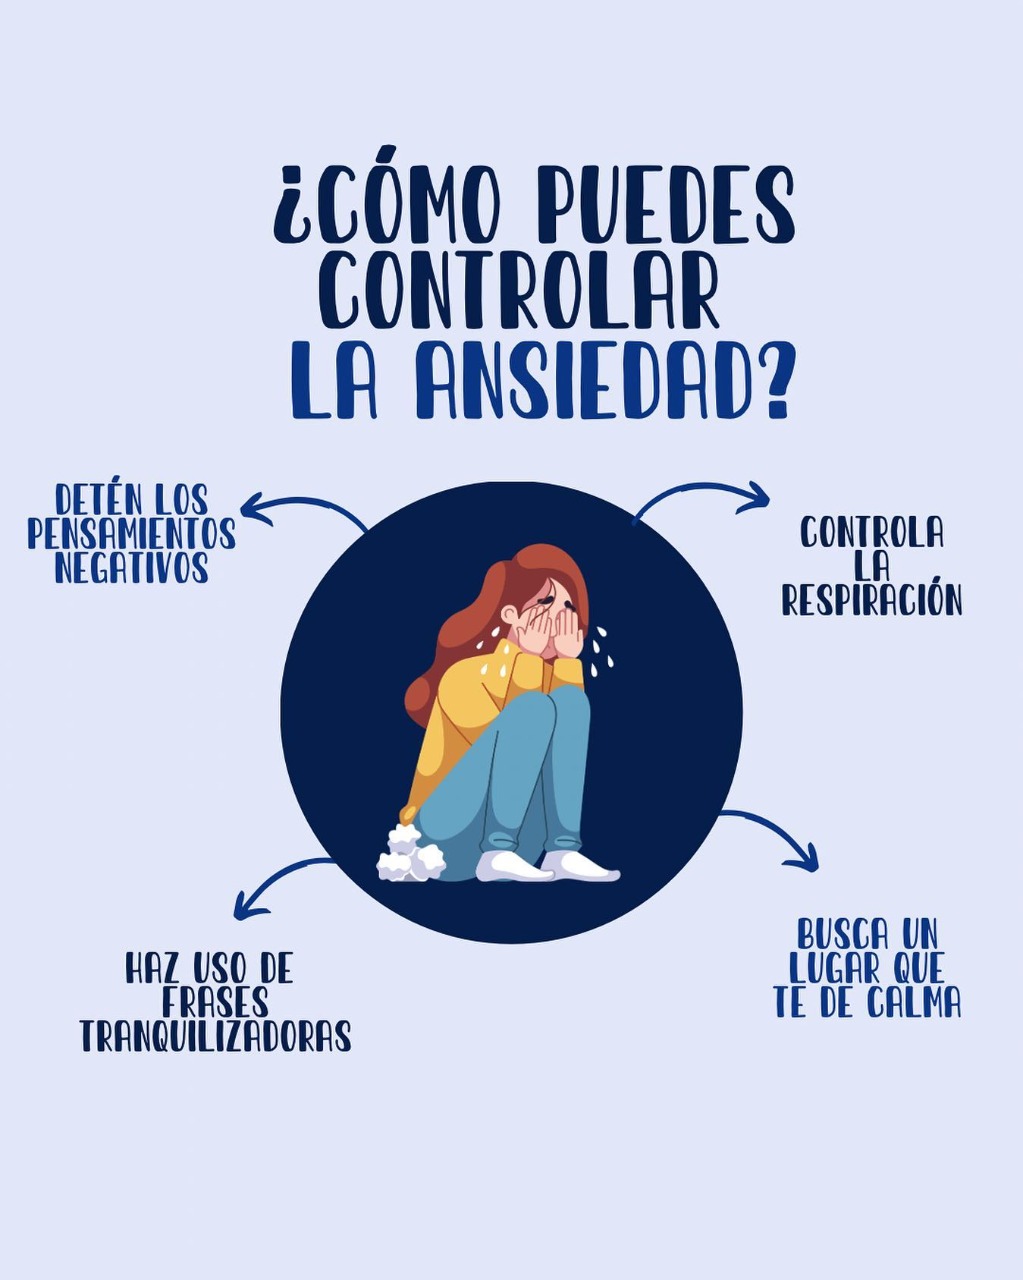 ¿CÓMO PUEDES
CONTROLAR
LA ANSIEDAD?
DETÉN LOS
PENSAMIENTOS
NEGATIVOS
CONTROLA
LA
RESPIRACIÓN
HAZ USO DE
FRASES
TRANQUILIZADORAS
BUSCA UN
LUGAR QUE
TE DE CALMA